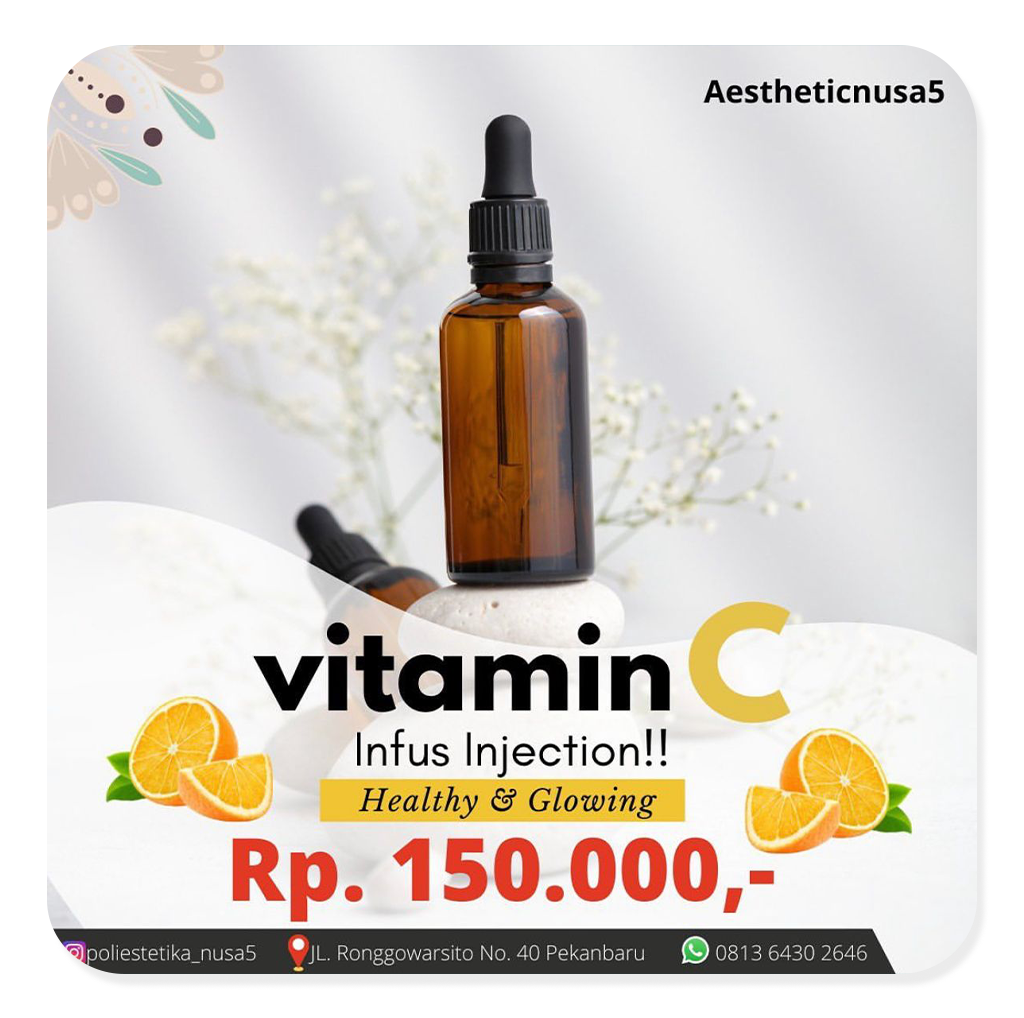 Aestheticnusa5
vitamin C
Infus Injection!!
Healthy & Glowing
Rp. 150.000,-
poliestetika_nusa5 JL. Ronggowarsito No. 40 Pekanbaru 0813 6430 2646